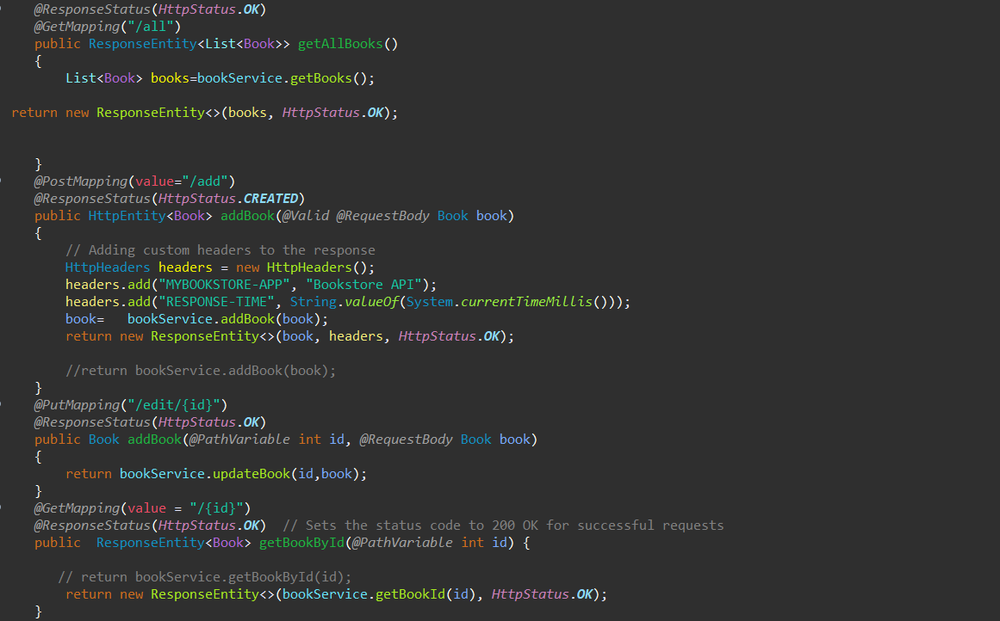 @ResponseStatus(HttpStatus.OK)
@GetMapping("/all")
public ResponseEntity<List<Book>> getAllBooks()
{
List<Book> books=bookService.getBooks();
return new ResponseEntity<>(books, HttpStatus.OK);
}
@PostMapping(value="/add")
@ResponseStatus(HttpStatus.CREATED)
public HttpEntity<Book> addBook(@Valid @RequestBody Book book)
{
// Adding custom headers to the response
HttpHeaders headers = new HttpHeaders();
headers.add("MYBOOKSTORE-APP", "Bookstore API");
headers.add("RESPONSE-TIME", String.valueOf(System.currentTimeMillis()));
book=   bookService.addBook(book);
return new ResponseEntity<>(book, headers, HttpStatus.OK);
//return bookService.addBook(book);
}
@PutMapping("/edit/{id}")
@ResponseStatus(HttpStatus.OK)
public Book addBook(@PathVariable int id, @RequestBody Book book)
{
return bookService.updateBook(id,book);
}
@GetMapping(value = "/{id}")
@ResponseStatus(HttpStatus.OK)  // Sets the status code to 200 OK for successful requests
public  ResponseEntity<Book> getBookById(@PathVariable int id) {
// return bookService.getBookById(id);
return new ResponseEntity<>(bookService.getBookId(id), HttpStatus.OK);
}